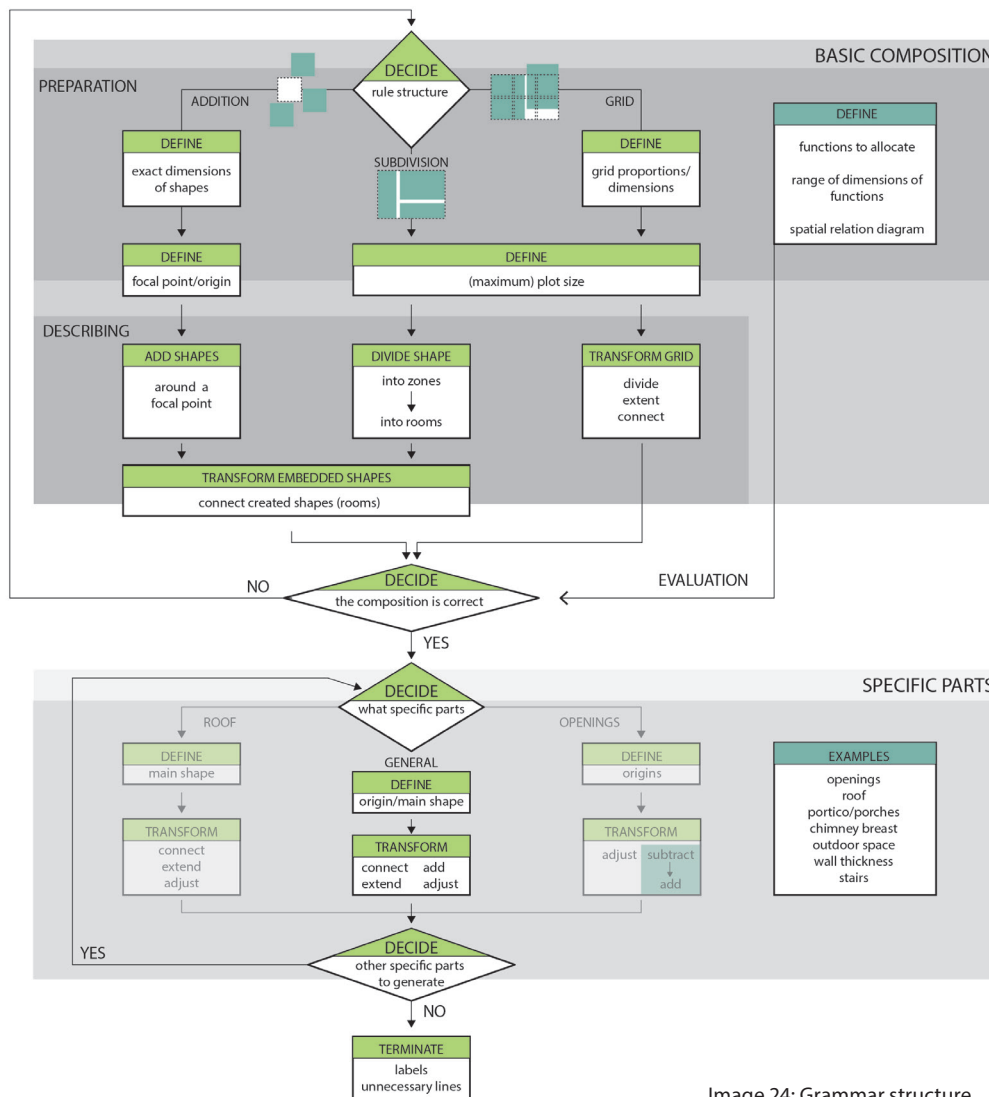 BASIC COMPOSITION
PREPARATION
DECIDE
rule structure
ADDITION
GRID
SUBDIVISION
DEFINE
exact dimensions
of shapes
DEFINE
grid proportions/
dimensions
DEFINE
functions to allocate
range of dimensions of
functions
spatial relation diagram
DEFINE
focal point/origin
DEFINE
(maximum) plot size
DESCRIBING
ADD SHAPES
around a
focal point
DIVIDE SHAPE
into zones
into rooms
TRANSFORM GRID
divide
extent
connect
TRANSFORM EMBEDDED SHAPES
connect created shapes (rooms)
NO
DECIDE
the composition is correct
EVALUATION
YES
SPECIFIC PARTS
DECIDE
what specific parts
ROOF
OPENINGS
GENERAL
DEFINE
main shape
DEFINE
origin/main shape
DEFINE
origins
TRANSFORM
connect
extend
adjust
TRANSFORM
connect add
extend adjust
TRANSFORM
adjust subtract
add
EXAMPLES
openings
roof
portico/porches
chimney breast
outdoor space
wall thickness
stairs
YES
DECIDE
other specific parts
to generate
NO
TERMINATE
labels
unnecessary lines
Image 24: Grammar structure